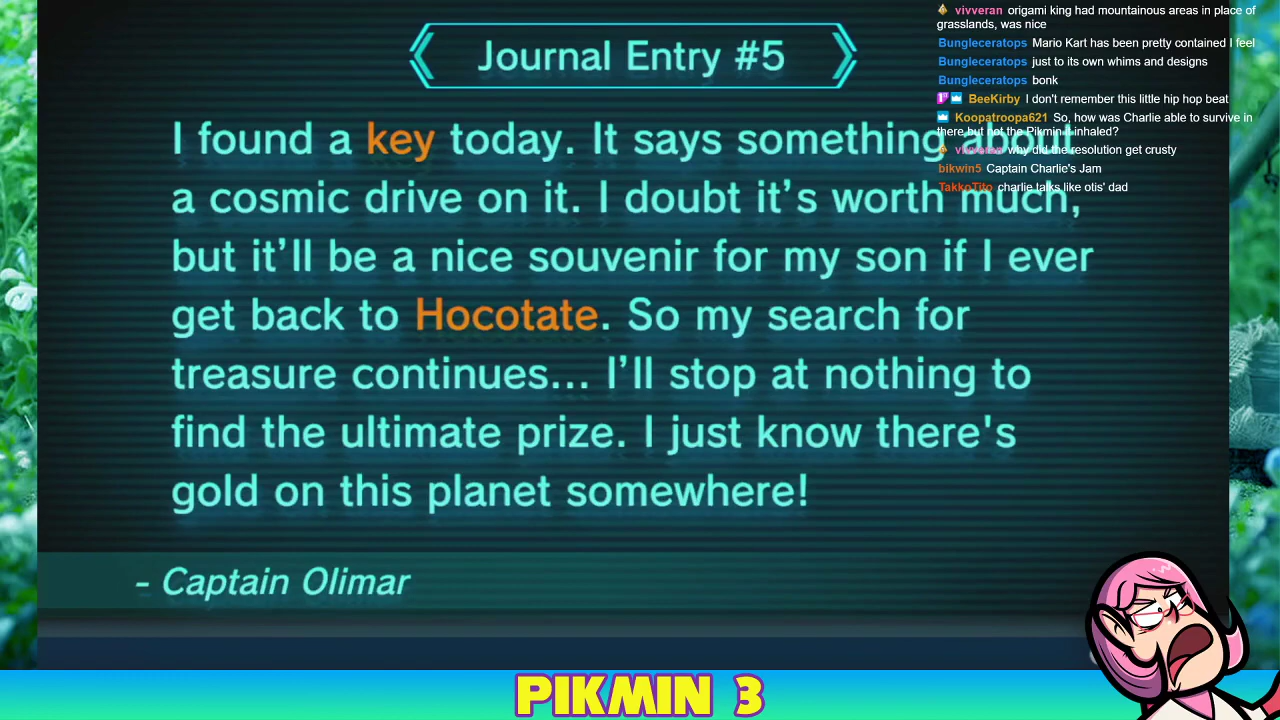 Journal Entry #5
I found a key today. It says something
a cosmic drive on it. I doubt it's worth much,
but it'll be a nice souvenir for my son if I ever
get back to Hocotate. So my search for
treasure continues... I'll stop at nothing to
find the ultimate prize. I just know there's
gold on this planet somewhere!
- Captain Olimar
vivveran origami king had mountainous areas in place of
grasslands, was nice
Bungleceratops Mario Kart has been pretty contained I feel
Bungleceratops just to its own whims and designs
Bungleceratops bonk
BeeKirby I don't remember this little hip hop beat
Koopatroopa621 So, how was Charlie able to survive in
there but not the Pikmin I inhaled?
vivveran why did the resolution get crusty
bikwin5 Captain Charlie's Jam
TakkoTito charlie talks like otis' dad
PIKMIN 3